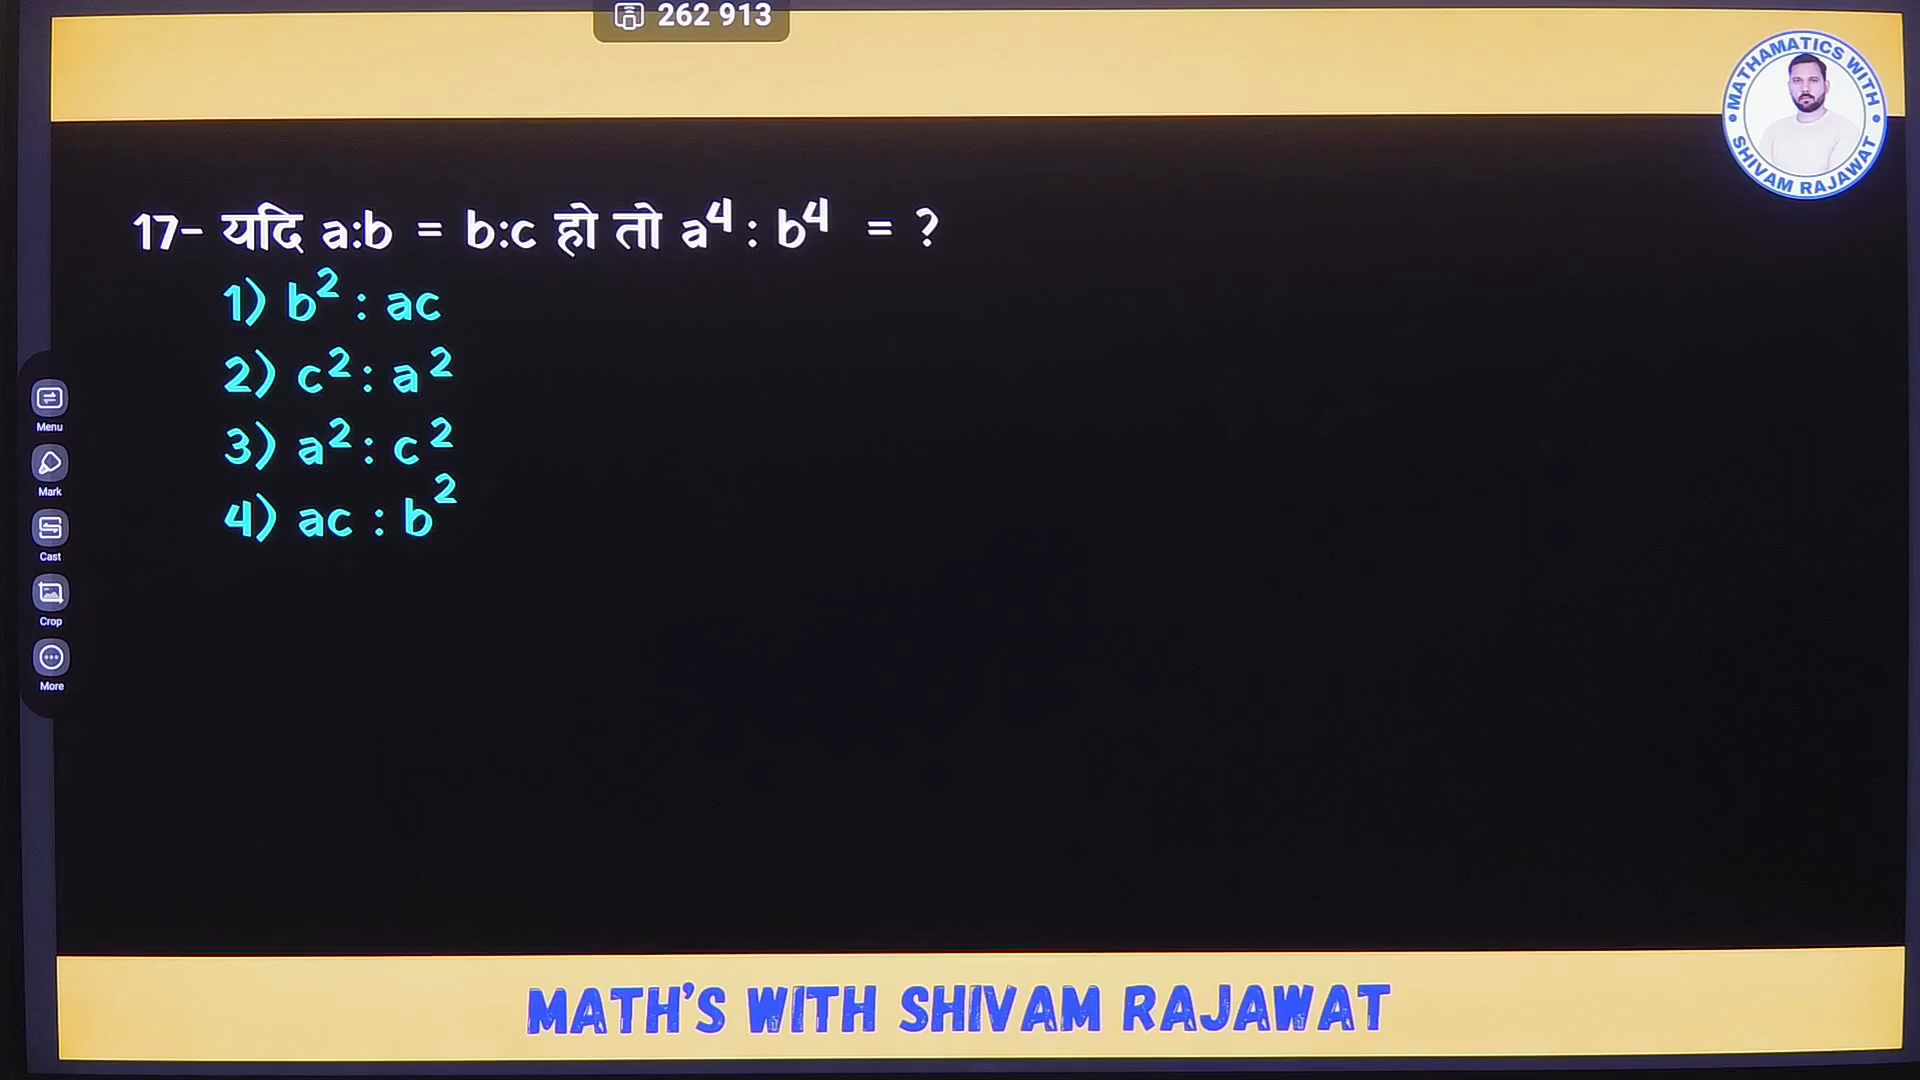 262 913
MATHAMATICS WITH
SHIVAM RAJAWAT
17- यदि a:b = b:c हो तो a⁴ : b⁴ = ?
1) b² : ac
2) c² : a²
3) a² : c²
4) ac : b²
Menu
Mark
Cast
Crop
More
MATH'S WITH SHIVAM RAJAWAT